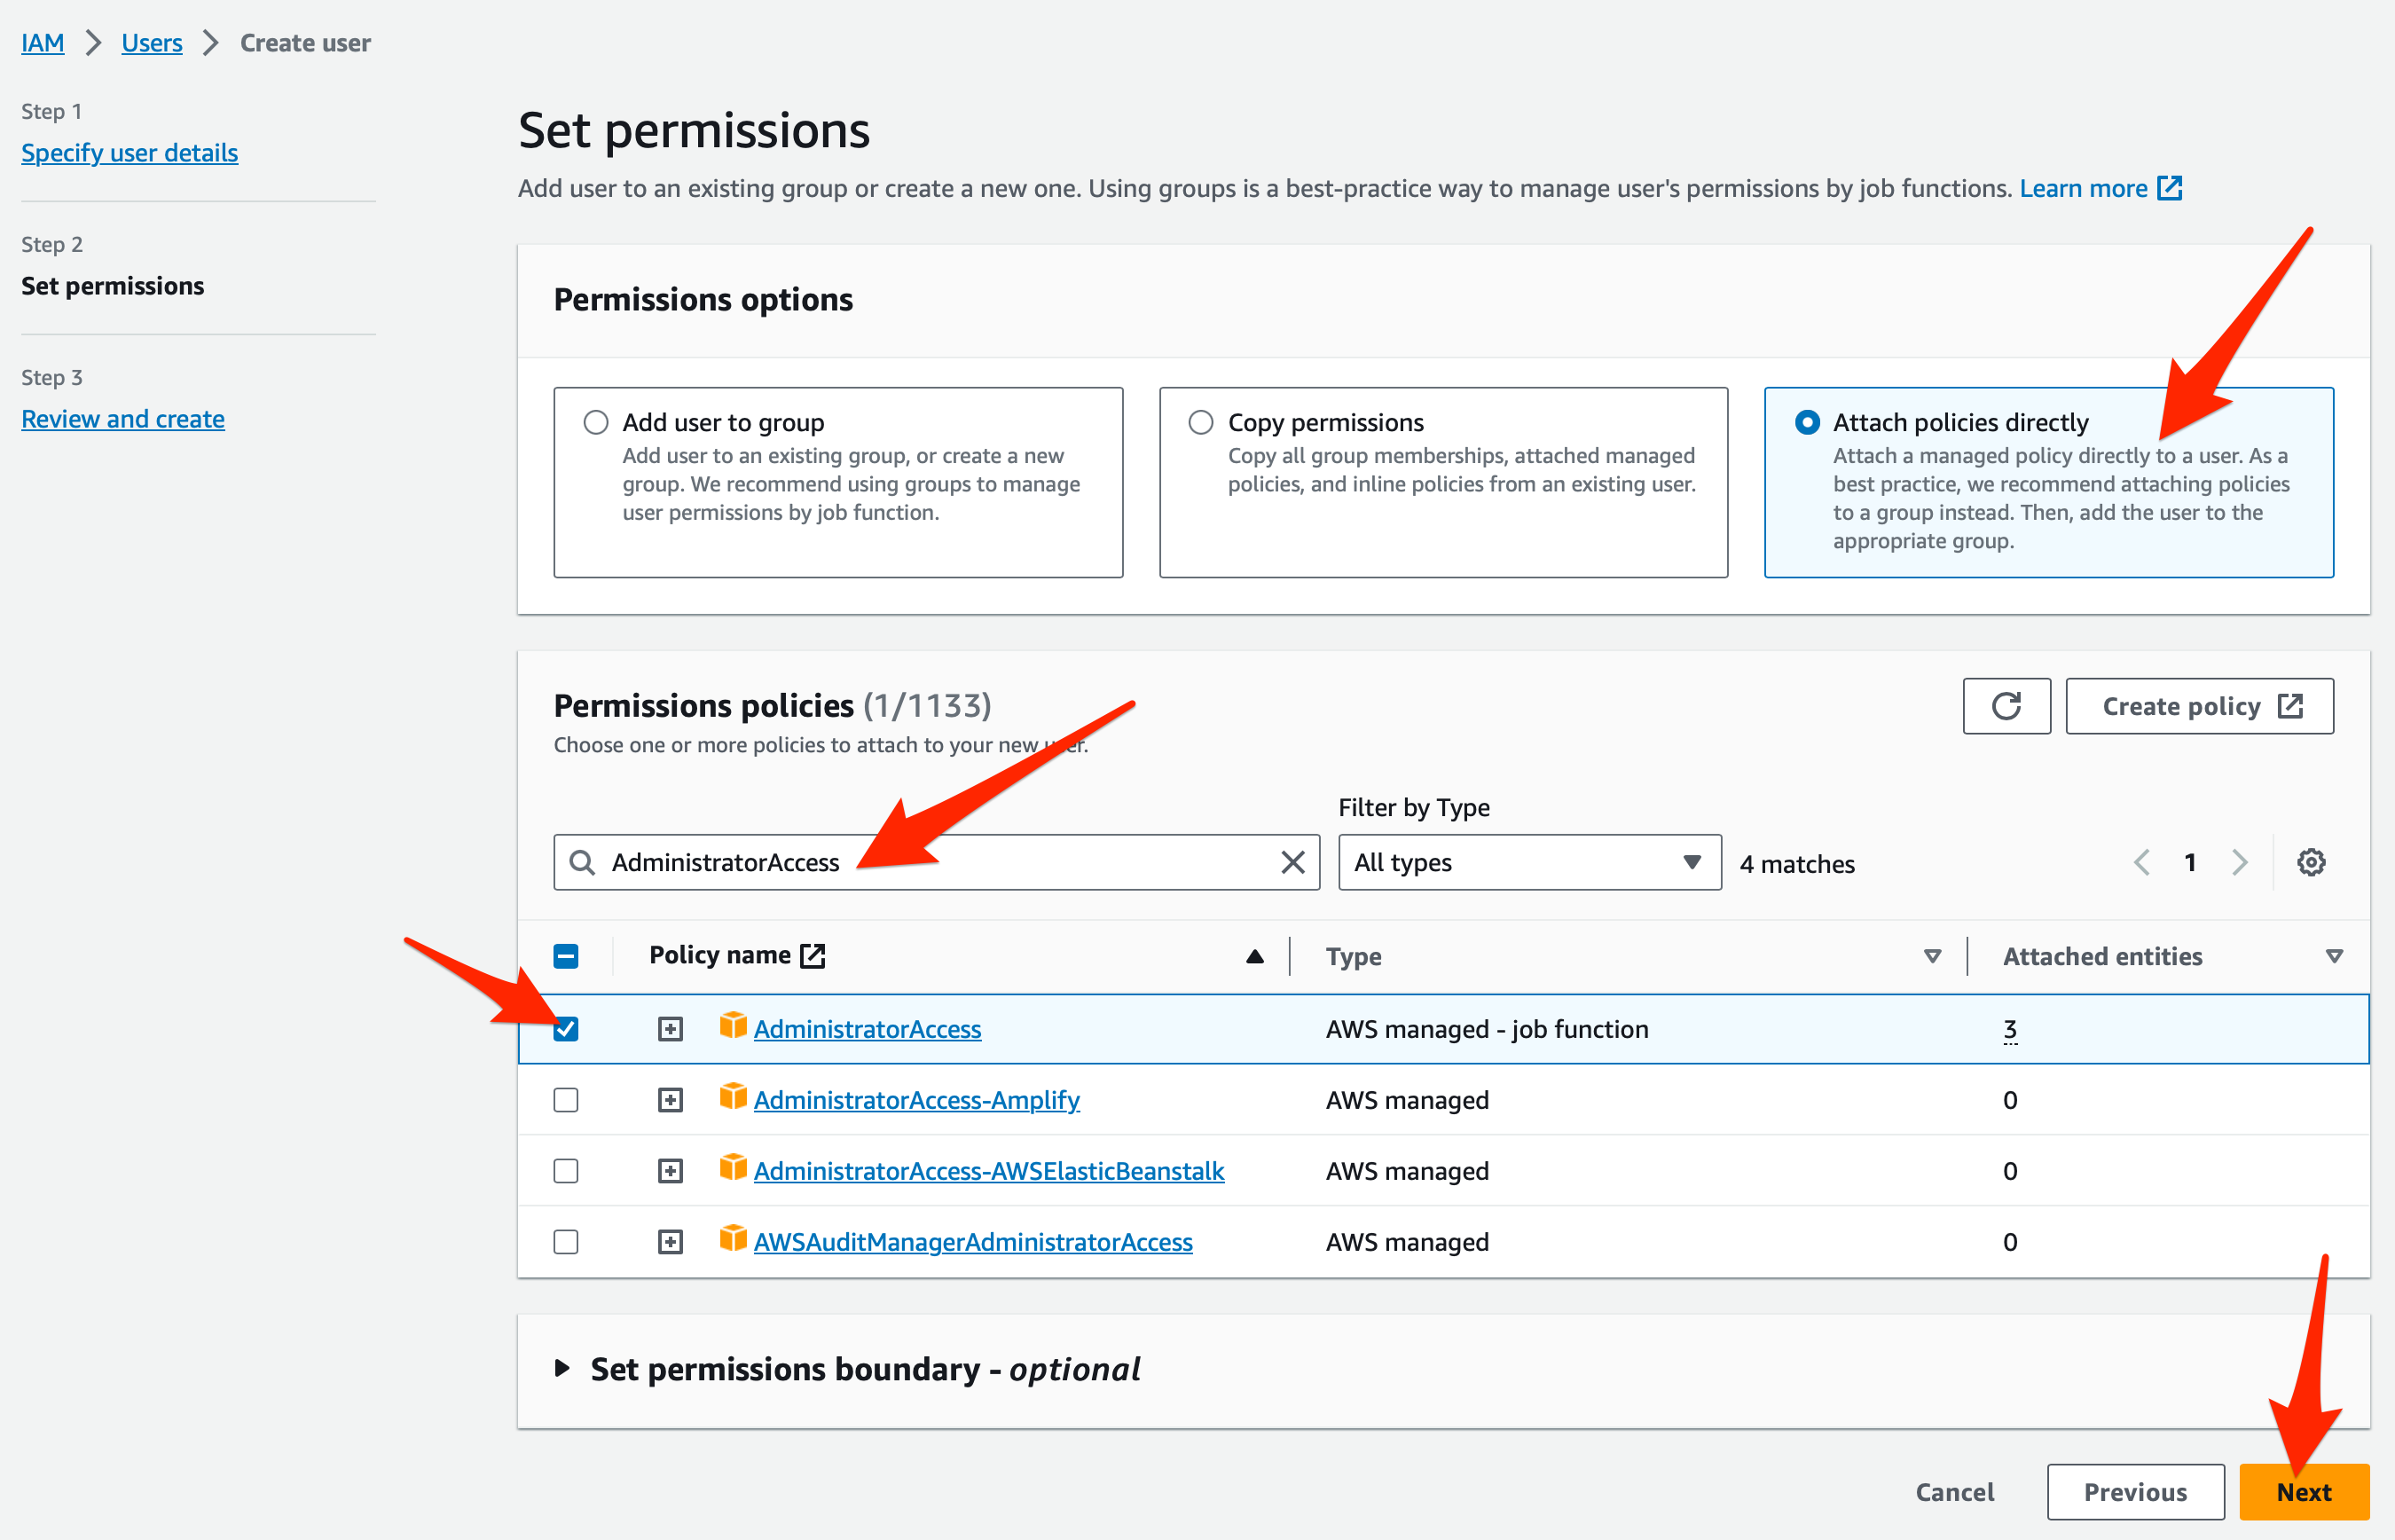 IAM > Users > Create user
Step 1
Specify user details
Step 2
Set permissions
Step 3
Review and create
Set permissions
Add user to an existing group or create a new one. Using groups is a best-practice way to manage user's permissions by job functions. Learn more
Permissions options
Add user to group
Add user to an existing group, or create a new
group. We recommend using groups to manage
user permissions by job function.
Copy permissions
Copy all group memberships, attached managed
policies, and inline policies from an existing user.
Attach policies directly
Attach a managed policy directly to a user. As a
best practice, we recommend attaching policies
to a group instead. Then, add the user to the
appropriate group.
Permissions policies (1/1133)
Choose one or more policies to attach to your new user.
Create policy
Filter by Type
AdministratorAccess
All types
4 matches
1
Policy name Type Attached entities
AdministratorAccess AWS managed - job function 3
AdministratorAccess-Amplify AWS managed 0
AdministratorAccess-AWSElasticBeanstalk AWS managed 0
AWSAuditManagerAdministratorAccess AWS managed 0
Set permissions boundary - optional
Cancel Previous Next